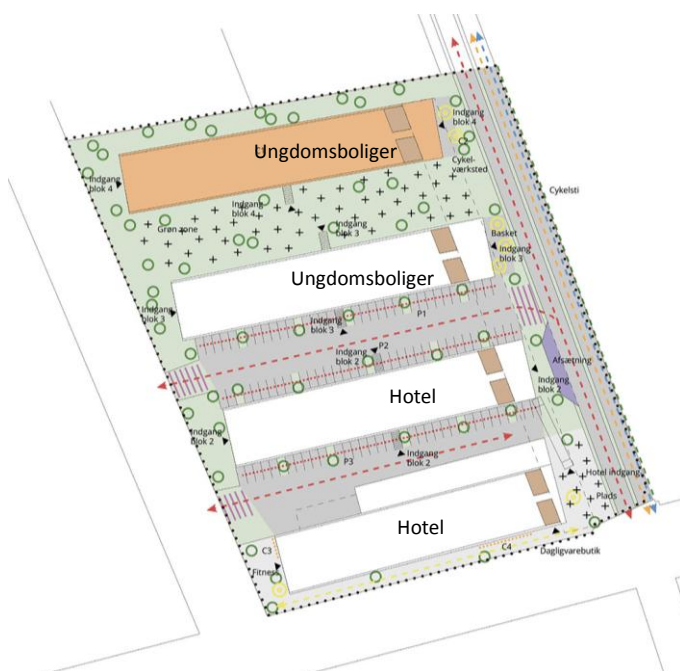 Indgang
blok 4
Ungdomsboliger
Cykel-
værksted
Indgang
blok 4
Cykelsti
Indgang
blok 4
Indgang
blok 3
Grøn zone
Basket
Indgang
blok 3
Ungdomsboliger
Indgang
blok 3
P1
Indgang
blok 3
P2
Indgang
blok 2
Afsætning
Indgang
blok 2
Hotel
Indgang
blok 2
Indgang
blok 2
P3
Hotel indgang
Plads
Hotel
C3
C4
Dagligvarebutik
Fitness